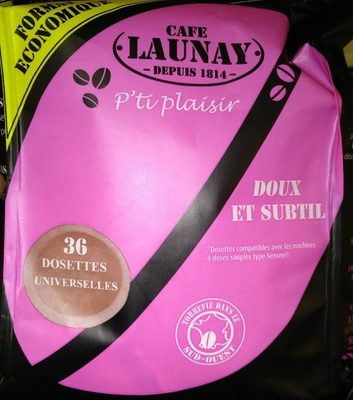 FORMAT
ECONOMIQUE
CAFE
LAUNAY
- DEPUIS 1814 -
P'ti plaisir
DOUX
ET SUBTIL
*Dosettes compatibles avec les machines
à doses souples type Senseo®
36
DOSETTES
UNIVERSELLES
TORREFIÉ DANS LE
SUD-OUEST